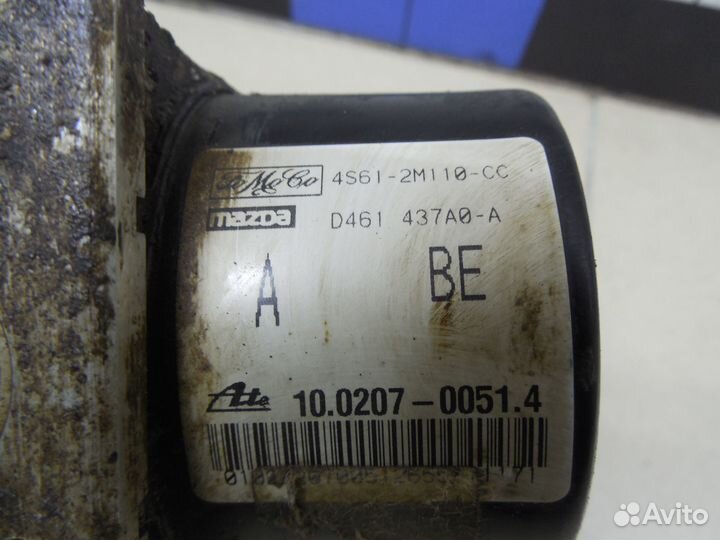 FoMoCo 4S61-2M110-CC
mazda D461 437A0-A
A BE
Ate 10.0207-0051.4
Avito